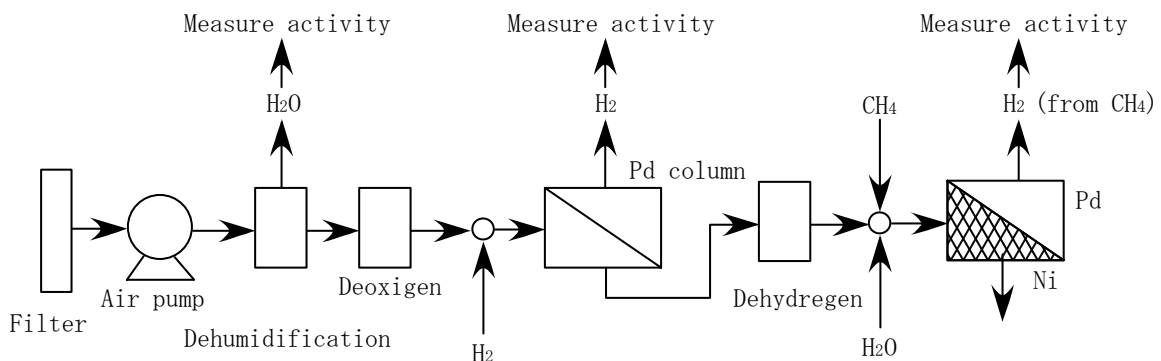 Measure activity
Measure activity
Measure activity
H2O
H2
CH4
H2 (from CH4)
Pd column
Pd
Deoxigen
Ni
Air pump
Dehydregen
Filter
Dehumidification
H2
H2O